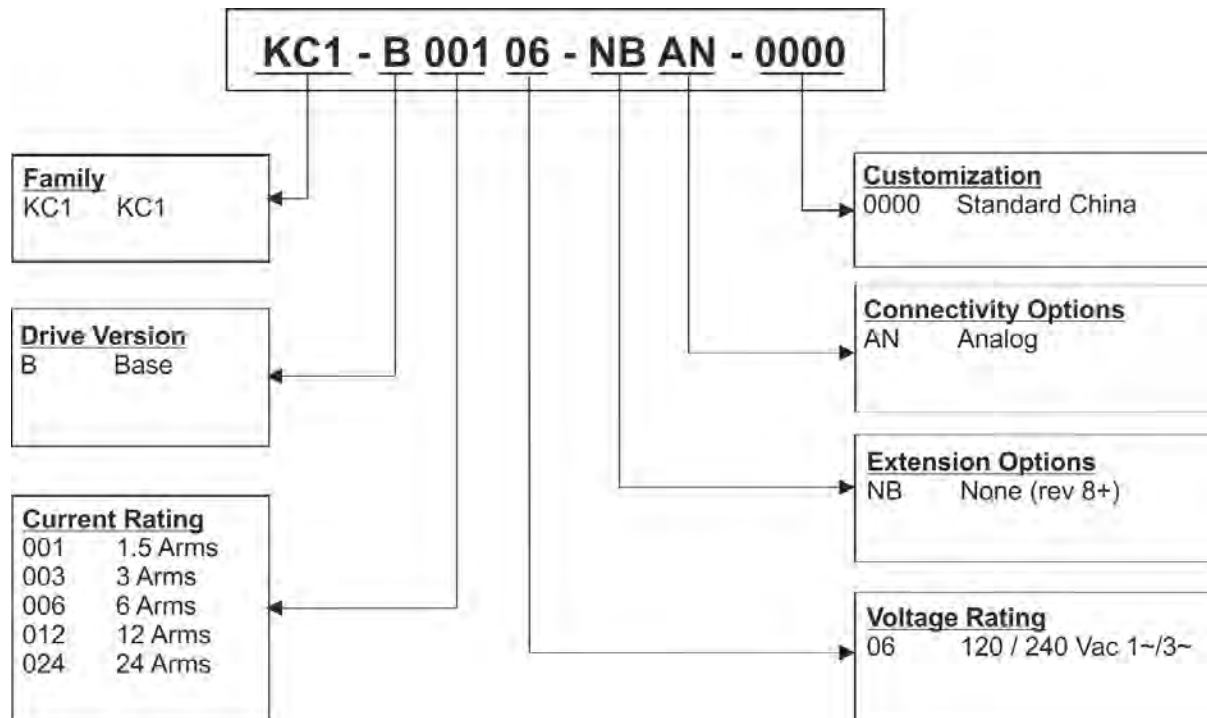 KC1 - B 001 06 - NB AN - 0000
Family
KC1 KC1
Drive Version
B Base
Current Rating
001 1.5 Arms
003 3 Arms
006 6 Arms
012 12 Arms
024 24 Arms
Customization
0000 Standard China
Connectivity Options
AN Analog
Extension Options
NB None (rev 8+)
Voltage Rating
06 120 / 240 Vac 1~/3~